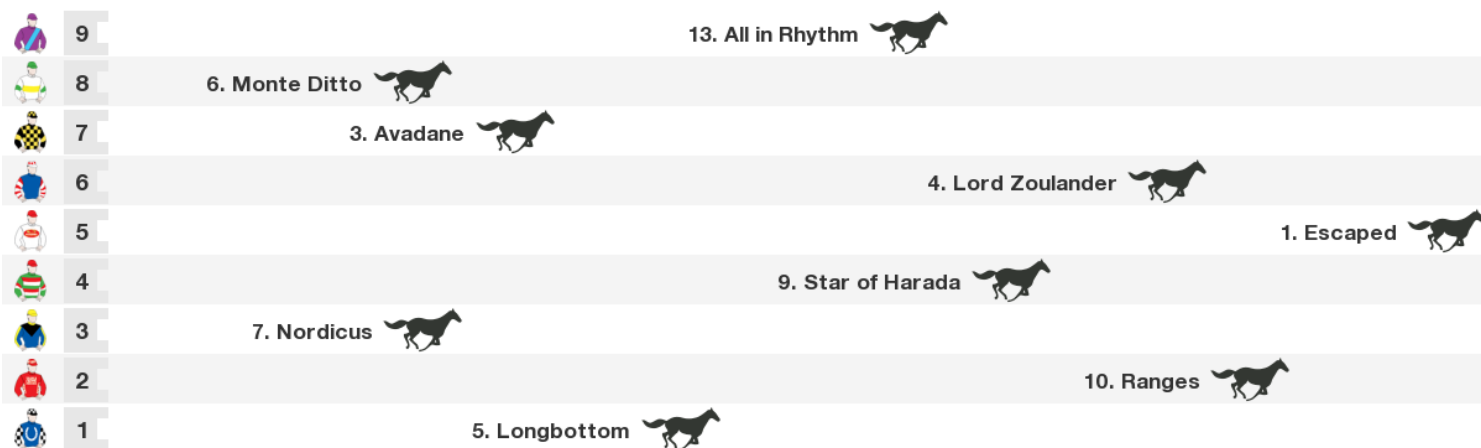 9 13. All in Rhythm
8 6. Monte Ditto
7 3. Avadane
6 4. Lord Zoulander
5 1. Escaped
4 9. Star of Harada
3 7. Nordicus
2 10. Ranges
1 5. Longbottom